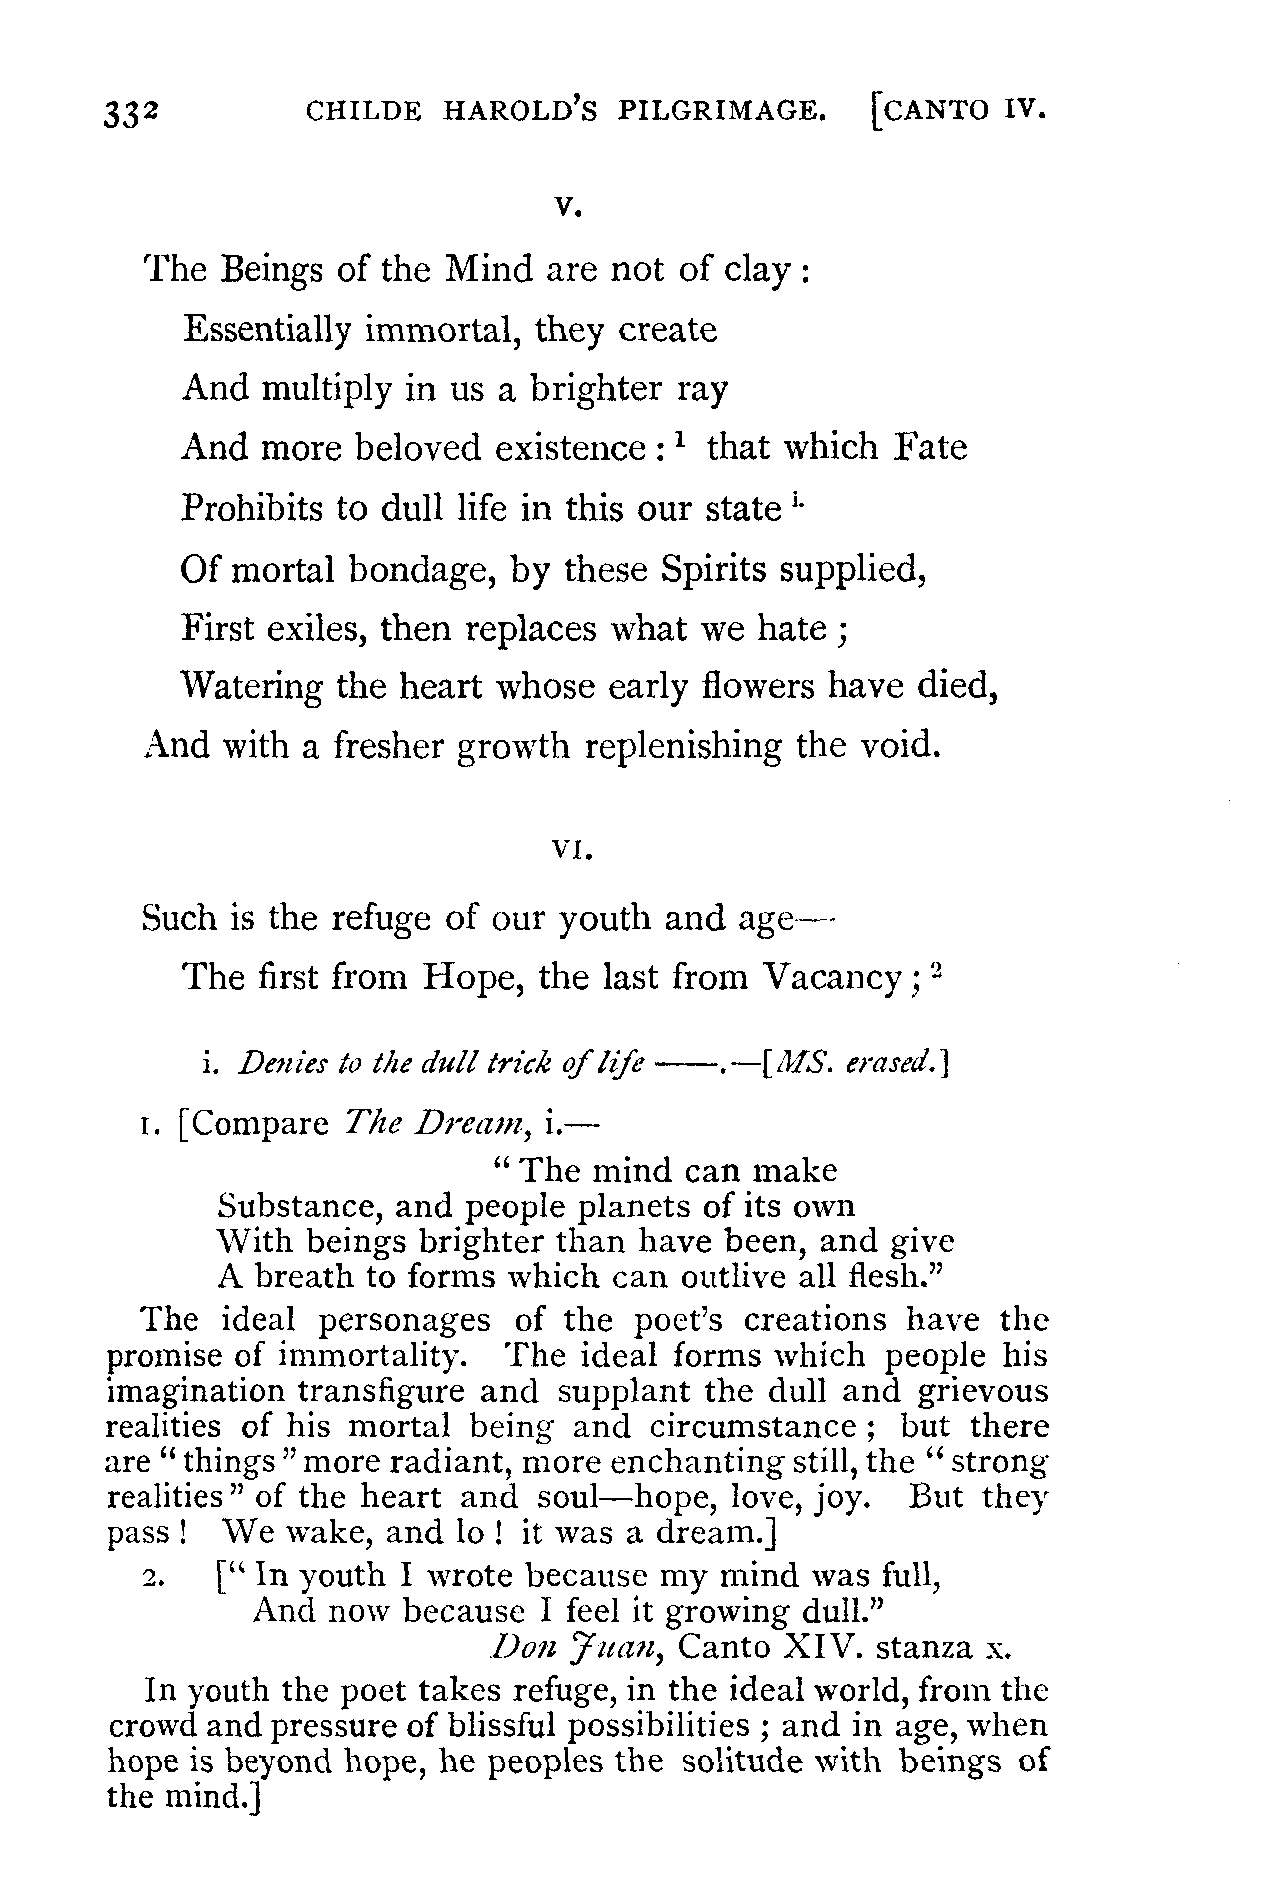 332 CHILDE HAROLD'S PILGRIMAGE. [CANTO IV.
V.
The Beings of the Mind are not of clay :
Essentially immortal, they create
And multiply in us a brighter ray
And more beloved existence : ¹ that which Fate
Prohibits to dull life in this our state i.
Of mortal bondage, by these Spirits supplied,
First exiles, then replaces what we hate ;
Watering the heart whose early flowers have died,
And with a fresher growth replenishing the void.
VI.
Such is the refuge of our youth and age—
The first from Hope, the last from Vacancy ; ²
i. Denies to the dull trick of life ——.—[MS. erased.]
1. [Compare The Dream, i.—
" The mind can make
Substance, and people planets of its own
With beings brighter than have been, and give
A breath to forms which can outlive all flesh."
The ideal personages of the poet's creations have the
promise of immortality. The ideal forms which people his
imagination transfigure and supplant the dull and grievous
realities of his mortal being and circumstance ; but there
are " things " more radiant, more enchanting still, the " strong
realities " of the heart and soul—hope, love, joy. But they
pass ! We wake, and lo ! it was a dream.]
2. [" In youth I wrote because my mind was full,
And now because I feel it growing dull."
Don Juan, Canto XIV. stanza x.
In youth the poet takes refuge, in the ideal world, from the
crowd and pressure of blissful possibilities ; and in age, when
hope is beyond hope, he peoples the solitude with beings of
the mind.]